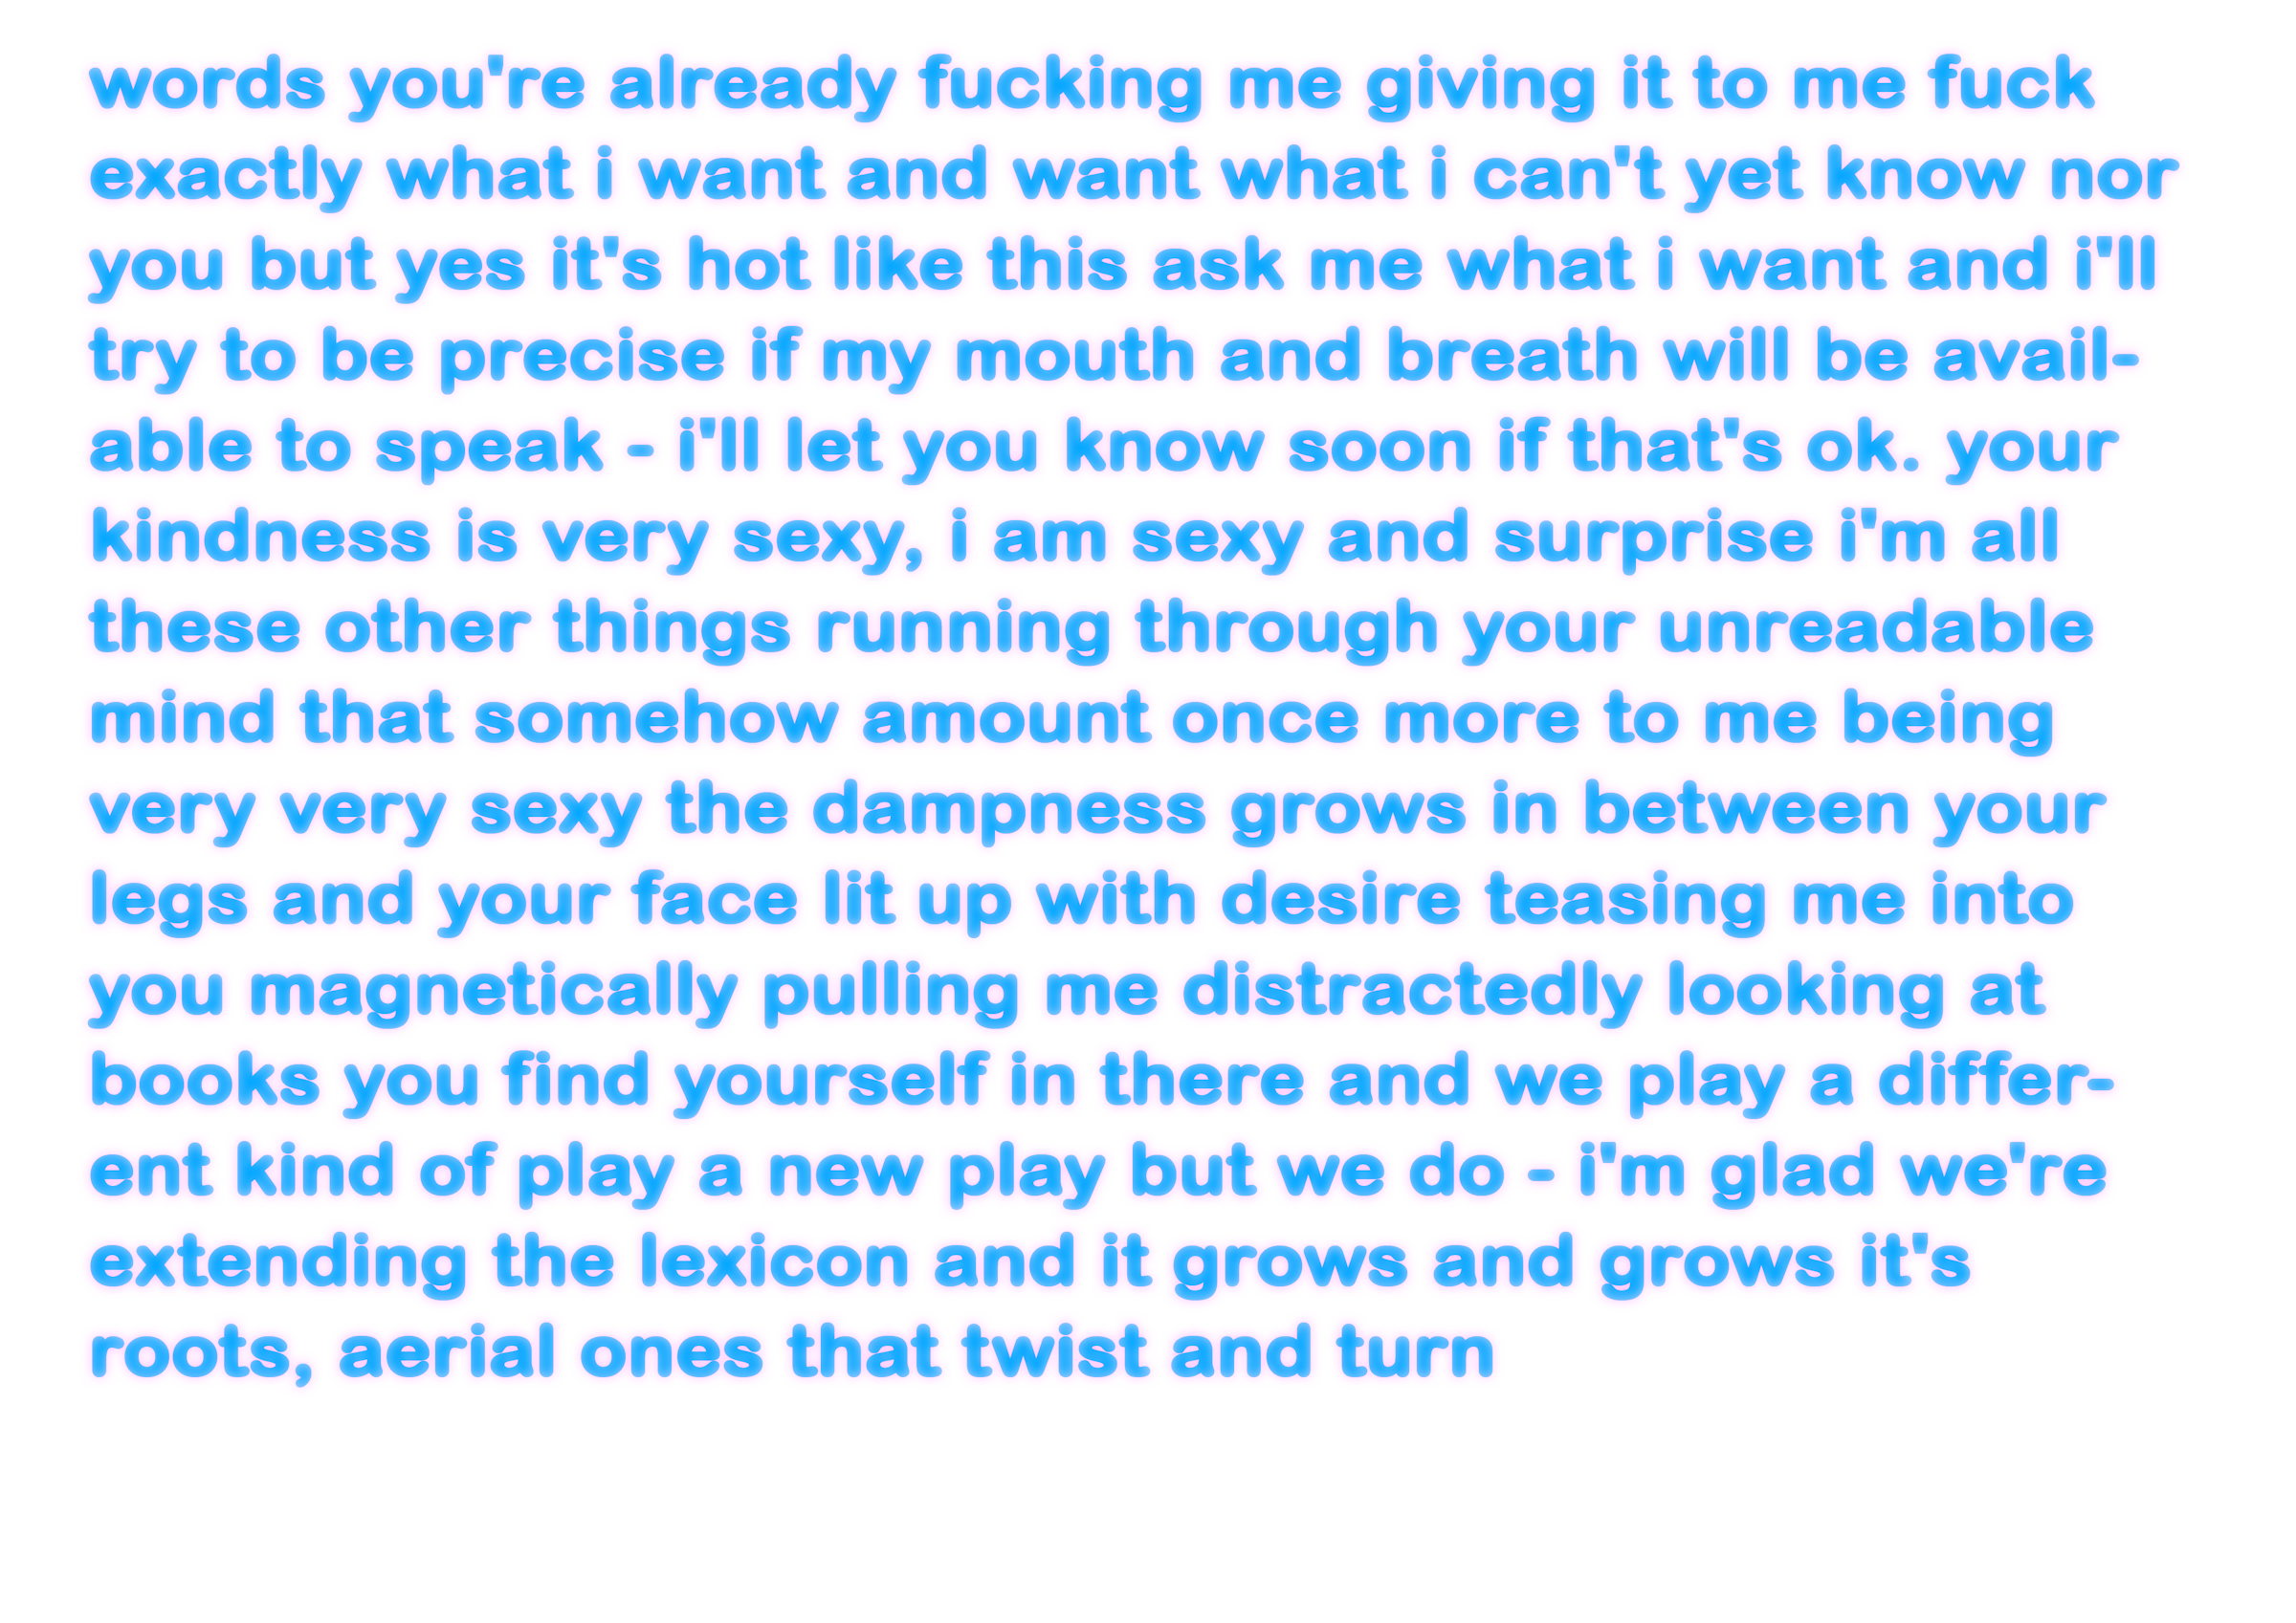 words you're already fucking me giving it to me fuck
exactly what i want and want what i can't yet know nor
you but yes it's hot like this ask me what i want and i'll
try to be precise if my mouth and breath will be avail-
able to speak - i'll let you know soon if that's ok. your
kindness is very sexy, i am sexy and surprise i'm all
these other things running through your unreadable
mind that somehow amount once more to me being
very very sexy the dampness grows in between your
legs and your face lit up with desire teasing me into
you magnetically pulling me distractedly looking at
books you find yourself in there and we play a differ-
ent kind of play a new play but we do - i'm glad we're
extending the lexicon and it grows and grows it's
roots, aerial ones that twist and turn